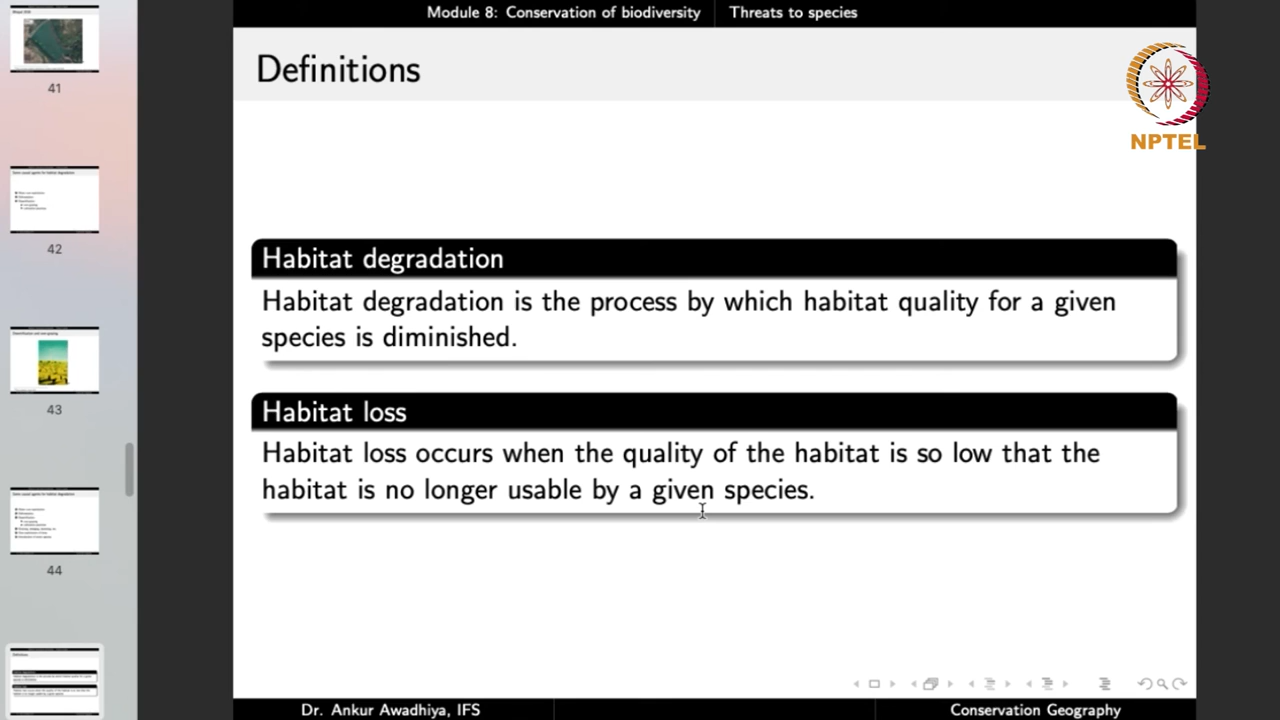 Module 8: Conservation of biodiversity
Threats to species
Definitions
NPTEL
Habitat degradation
Habitat degradation is the process by which habitat quality for a given
species is diminished.
Habitat loss
Habitat loss occurs when the quality of the habitat is so low that the
habitat is no longer usable by a given species.
Dr. Ankur Awadhiya, IFS
Conservation Geography
41
42
43
44